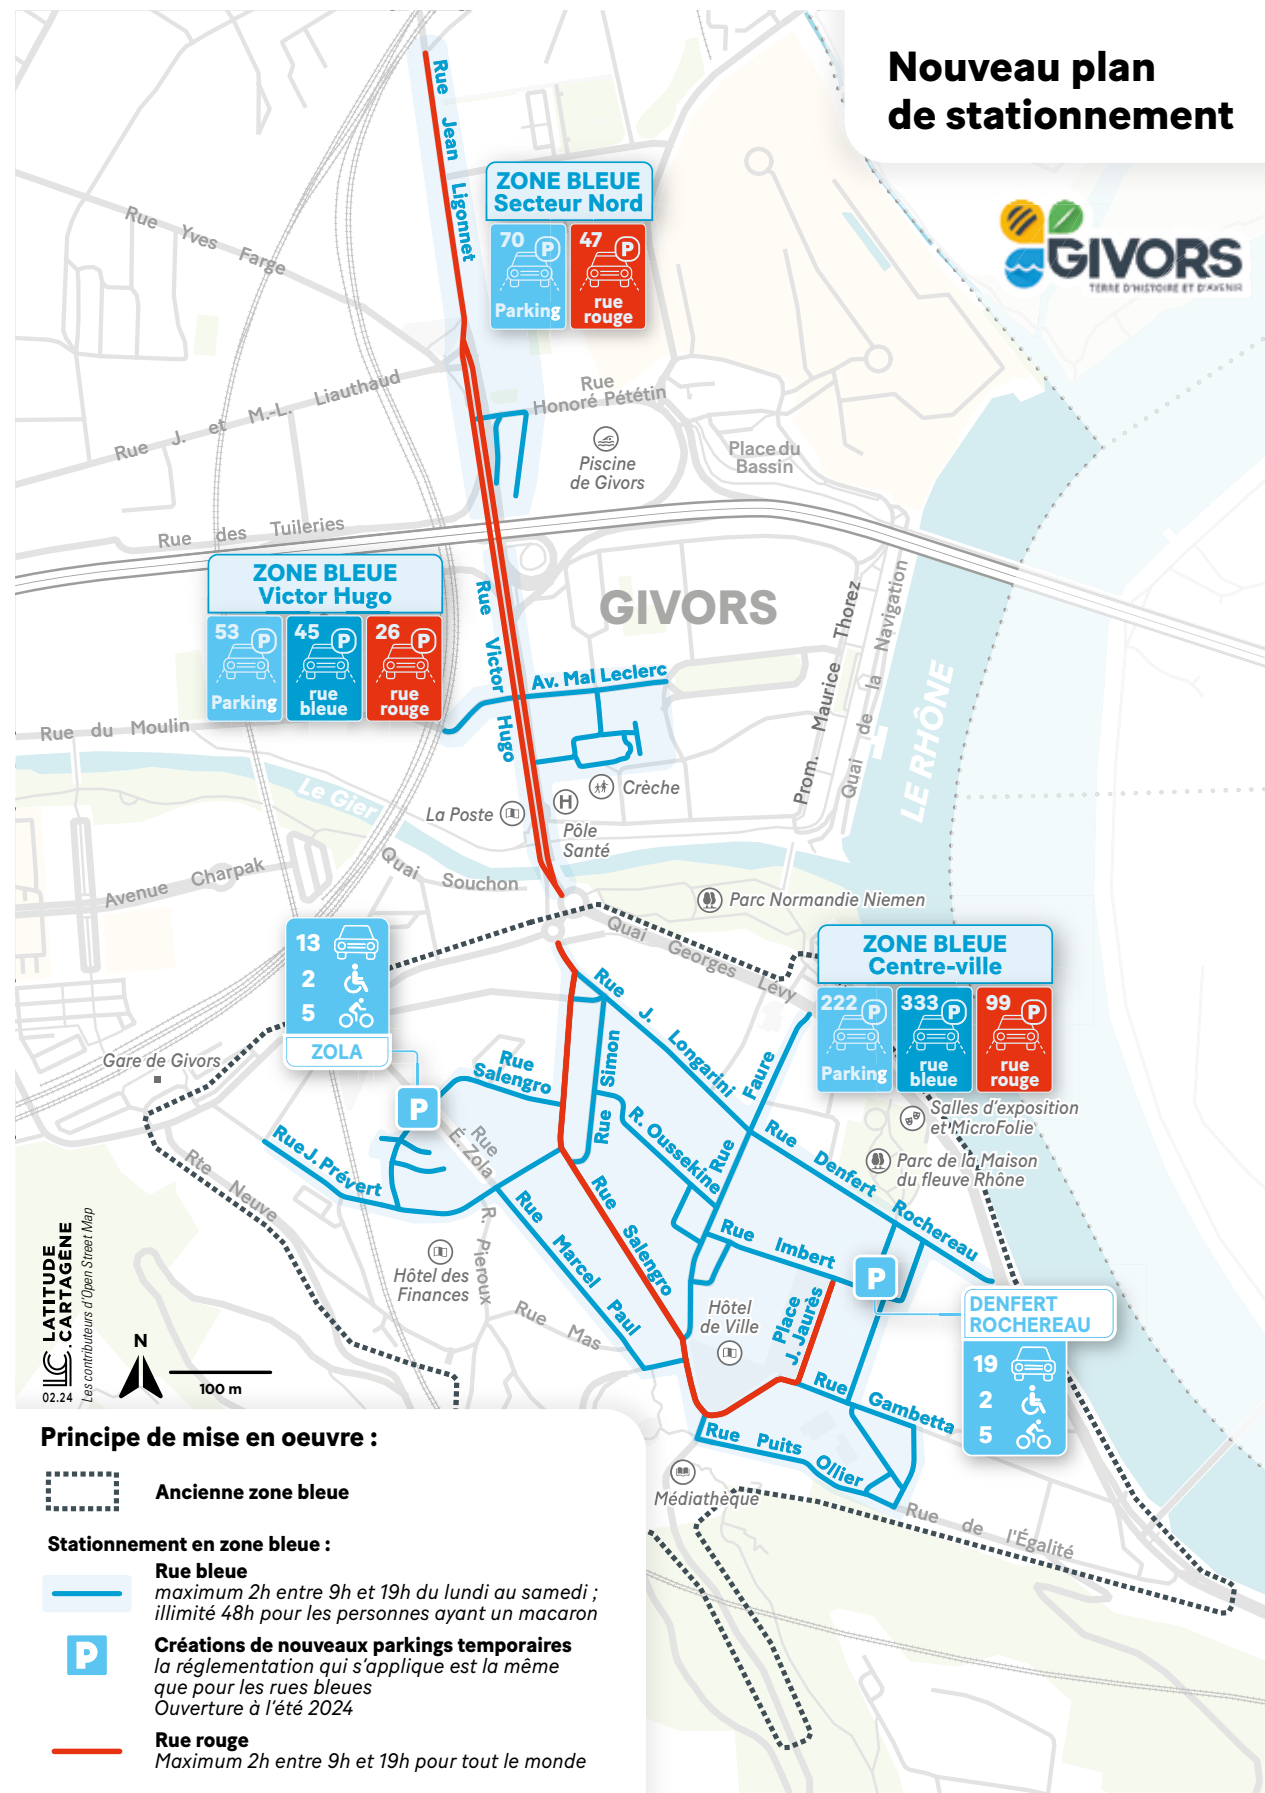 Nouveau plan
de stationnement
GIVORS
TERRE D'HISTOIRE ET D'AVENIR
Rue Jean Ligonnet
ZONE BLEUE
Secteur Nord
70 P
Parking
47 P
rue
rouge
Rue Yves Farge
Rue J. et M.-L. Liauthaud
Rue
Honoré Pététin
Piscine
de Givors
Place du
Bassin
Rue des Tuileries
ZONE BLEUE
Victor Hugo
53 P
Parking
45 P
rue
bleue
26 P
rue
rouge
Rue Victor Hugo
GIVORS
Prom. Maurice Thorez
Quai de la Navigation
LE RHÔNE
Av. Mal Leclerc
Rue du Moulin
Le Gier
Crèche
La Poste
H
Pôle
Santé
Avenue Charpak
Quai Souchon
Parc Normandie Niemen
Quai Georges Levy
ZONE BLEUE
Centre-ville
222 P
Parking
333 P
rue
bleue
99 P
rue
rouge
13
2
5
ZOLA
P
Gare de Givors
Rue J. Longarini
Rue Simon
Rue Faure
Rue
Salengro
R. Oussekine
Rue
É. Zola
Rue J. Prévert
Rte Neuve
Rue Denfert Rochereau
Salles d'exposition
et MicroFolie
Parc de la Maison
du fleuve Rhône
Rue Salengro
Rue Marcel Paul
R. Pieroux
Rue Imbert
P
Hôtel des
Finances
Rue Mas
Hôtel
de Ville
Place
J. Jaurès
DENFERT
ROCHEREAU
19
2
5
Rue Gambetta
Rue Puits Ollier
Médiathèque
Rue de l'Égalité
LATITUDE
.CARTAGÈNE
Les contributeurs d'Open Street Map
LC
02.24
N
100 m
Principe de mise en oeuvre :
Ancienne zone bleue
Stationnement en zone bleue :
Rue bleue
maximum 2h entre 9h et 19h du lundi au samedi ;
illimité 48h pour les personnes ayant un macaron
P
Créations de nouveaux parkings temporaires
la réglementation qui s'applique est la même
que pour les rues bleues
Ouverture à l'été 2024
Rue rouge
Maximum 2h entre 9h et 19h pour tout le monde